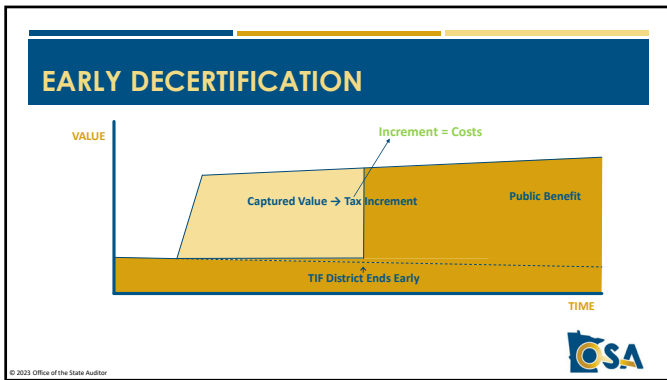 EARLY DECERTIFICATION
Increment = Costs
VALUE
Captured Value → Tax Increment
Public Benefit
TIF District Ends Early
TIME
OSA
© 2023 Office of the State Auditor